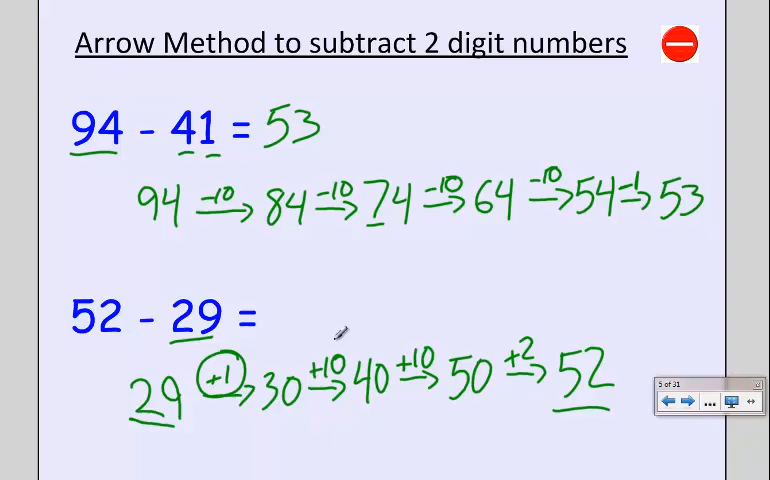 Arrow Method to subtract 2 digit numbers
94 - 41 = 53
94 -10→ 84 -10→ 74 -10→ 64 -10→ 54 -1→ 53
52 - 29 =
29 +1→ 30 +10→ 40 +10→ 50 +2→ 52
5 of 31
...